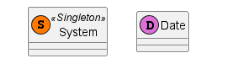 S «Singleton»
System
D Date